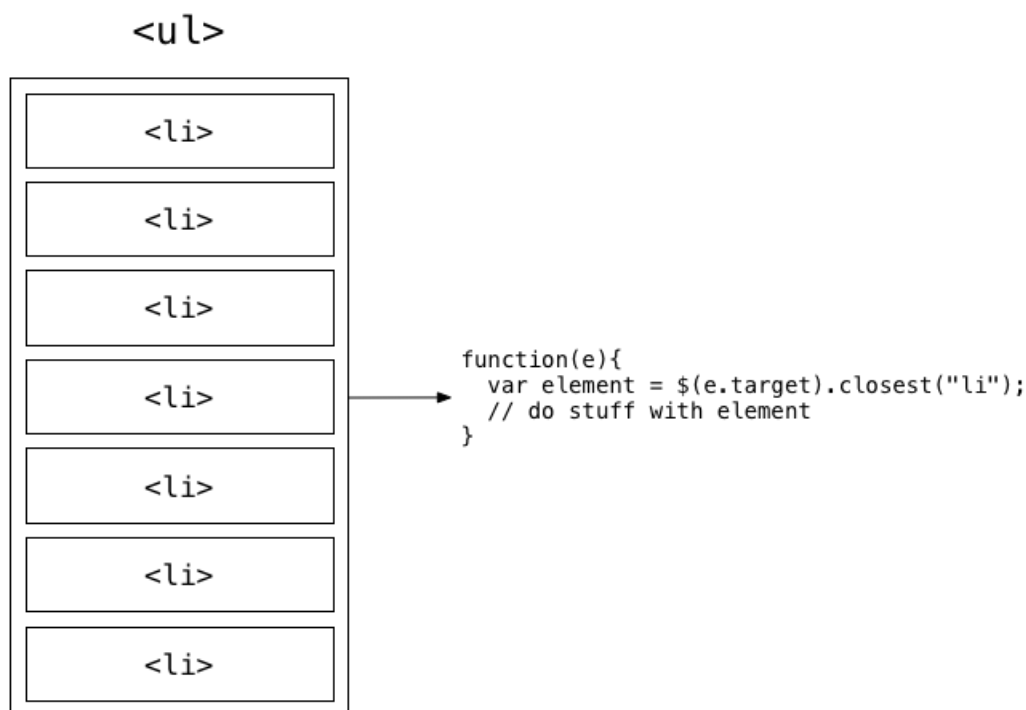 <ul>
<li>
<li>
<li>
<li>
<li>
<li>
<li>
function(e){
  var element = $(e.target).closest("li");
  // do stuff with element
}